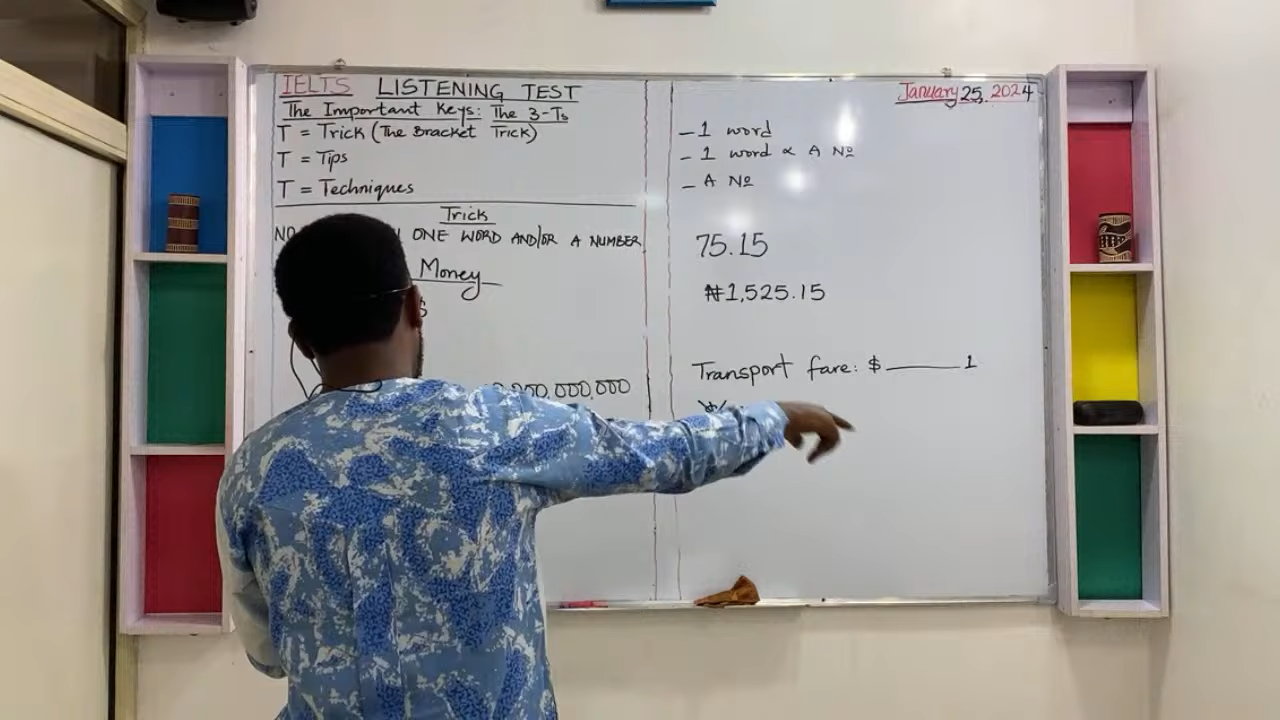 IELTS LISTENING TEST
The Important Keys: The 3-Ts
T = Trick (The Bracket Trick)
T = Tips
T = Techniques
Trick
ONE WORD AND/OR A NUMBER
Money
$
000,000,000
January 25, 2024
- 1 word
- 1 word ∝ A No
- A No
75.15
₦1,525.15
Transport fare: $ ______ 1